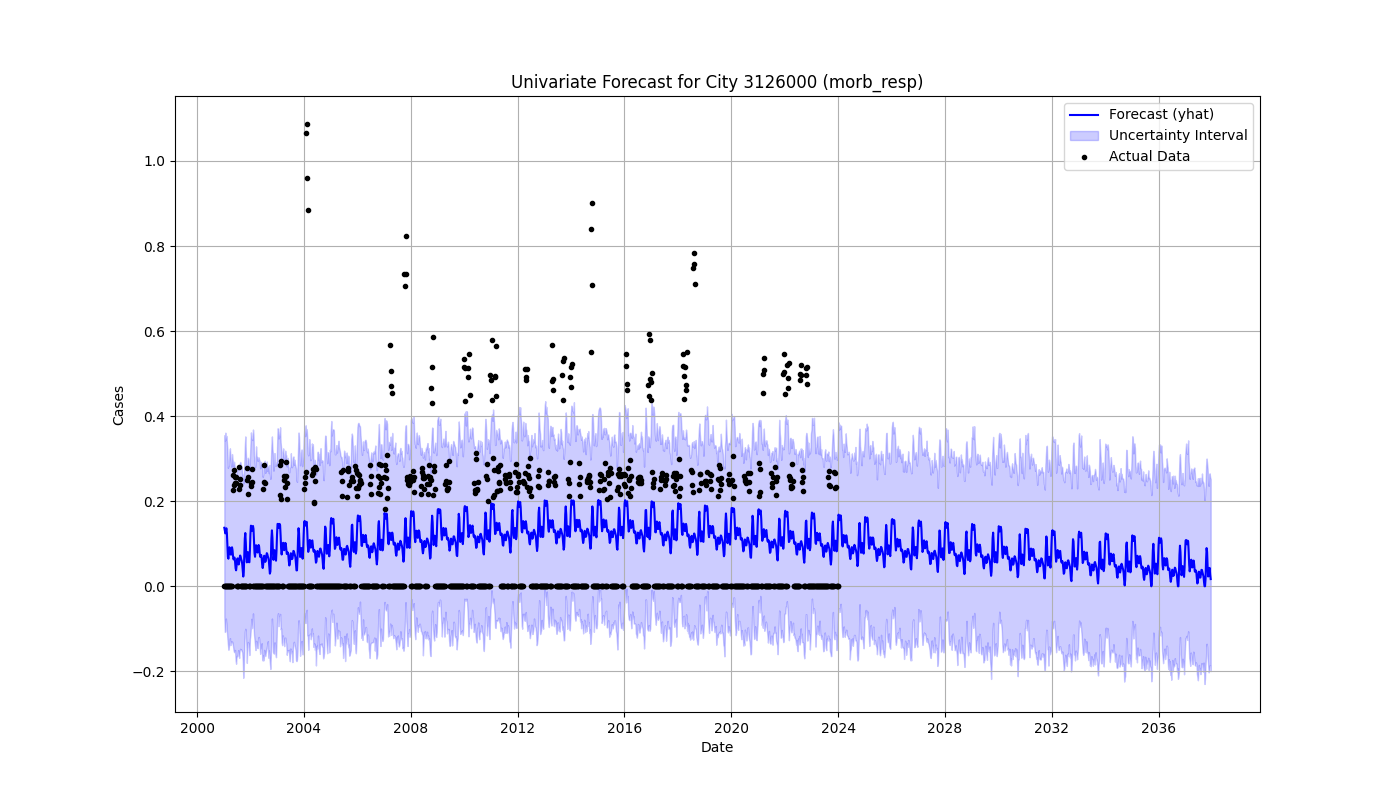 Univariate Forecast for City 3126000 (morb_resp)
Forecast (yhat)
Uncertainty Interval
Actual Data
Cases
1.0
0.8
0.6
0.4
0.2
0.0
−0.2
2000 2004 2008 2012 2016 2020 2024 2028 2032 2036
Date